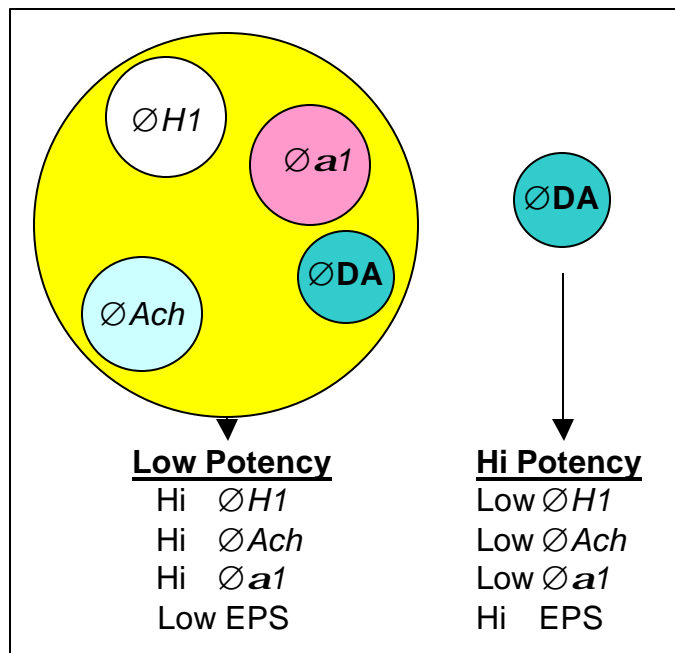 ∅H1
∅a1
∅DA
∅DA
∅Ach
Low Potency
Hi ∅H1
Hi ∅Ach
Hi ∅a1
Low EPS
Hi Potency
Low ∅H1
Low ∅Ach
Low ∅a1
Hi EPS